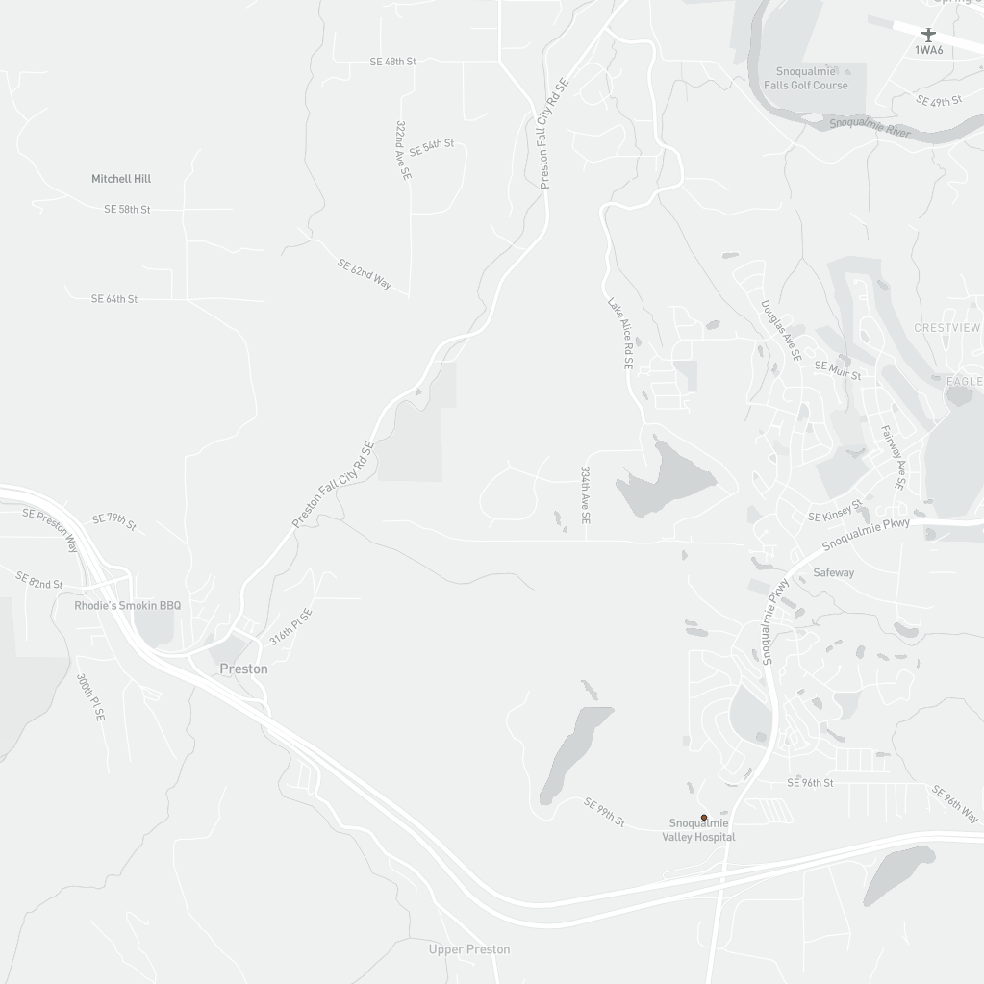 Spring
1WA6
SE 48th St
Snoqualmie
Falls Golf Course
SE 49th St
Preston Fall City Rd SE
322nd Ave SE
SE 54th St
Snoqualmie River
Mitchell Hill
SE 58th St
SE 62nd Way
SE 64th St
Lake Alice Rd SE
Douglas Ave SE
CRESTVIEW
SE Muir St
EAGLE
Fairway Ave SE
Preston Fall City Rd SE
334th Ave SE
SE Kinsey St
SE Preston Way
SE 79th St
Snoqualmie Pkwy
SE 82nd St
Safeway
Rhodie's Smokin BBQ
316th Pl SE
Snoqualmie Pkwy
Preston
300th Pl SE
SE 96th St
SE 96th Way
SE 99th St
Snoqualmie
Valley Hospital
Upper Preston